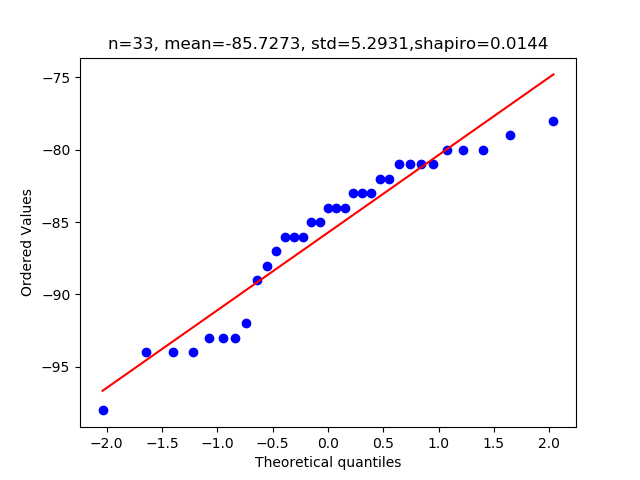 n=33, mean=-85.7273, std=5.2931,shapiro=0.0144
−75
−80
−85
−90
−95
Ordered Values
−2.0 −1.5 −1.0 −0.5 0.0 0.5 1.0 1.5 2.0
Theoretical quantiles